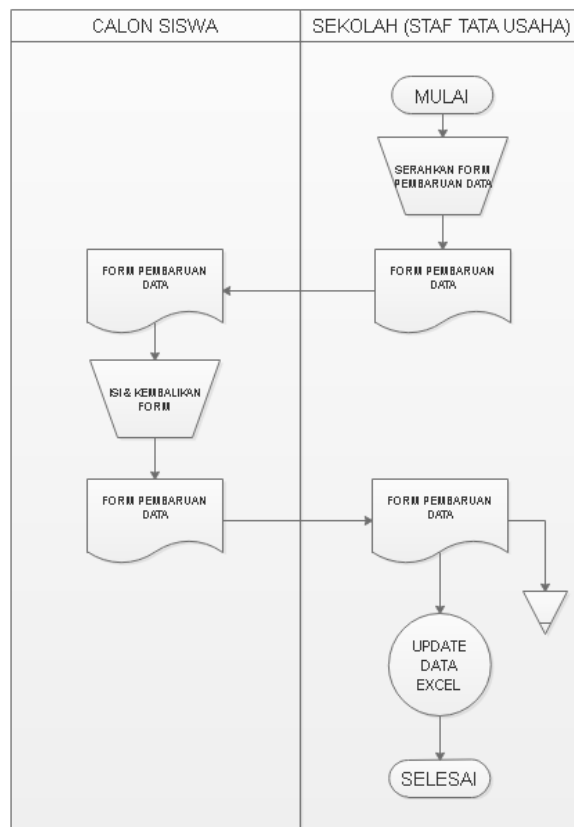 CALON SISWA
SEKOLAH (STAF TATA USAHA)
MULAI
SERAHKAN FORM
PEMBARUAN DATA
FORM PEMBARUAN
DATA
FORM PEMBARUAN
DATA
ISI & KEMBALIKAN
FORM
FORM PEMBARUAN
DATA
FORM PEMBARUAN
DATA
UPDATE
DATA
EXCEL
SELESAI